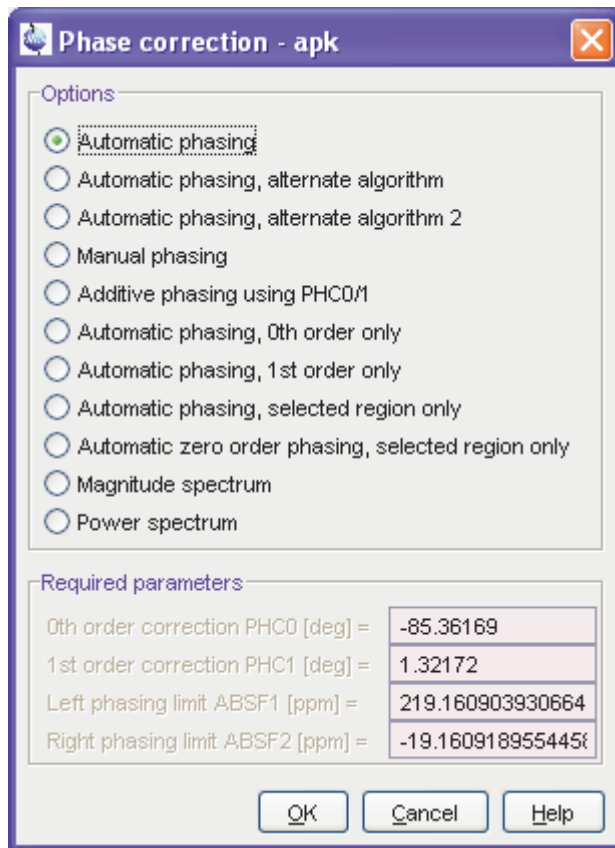 Phase correction - apk
Options
Automatic phasing
Automatic phasing, alternate algorithm
Automatic phasing, alternate algorithm 2
Manual phasing
Additive phasing using PHC0/1
Automatic phasing, 0th order only
Automatic phasing, 1st order only
Automatic phasing, selected region only
Automatic zero order phasing, selected region only
Magnitude spectrum
Power spectrum
Required parameters
0th order correction PHC0 [deg] = -85.36169
1st order correction PHC1 [deg] = 1.32172
Left phasing limit ABSF1 [ppm] = 219.160903930664
Right phasing limit ABSF2 [ppm] = -19.1609189554458
OK Cancel Help